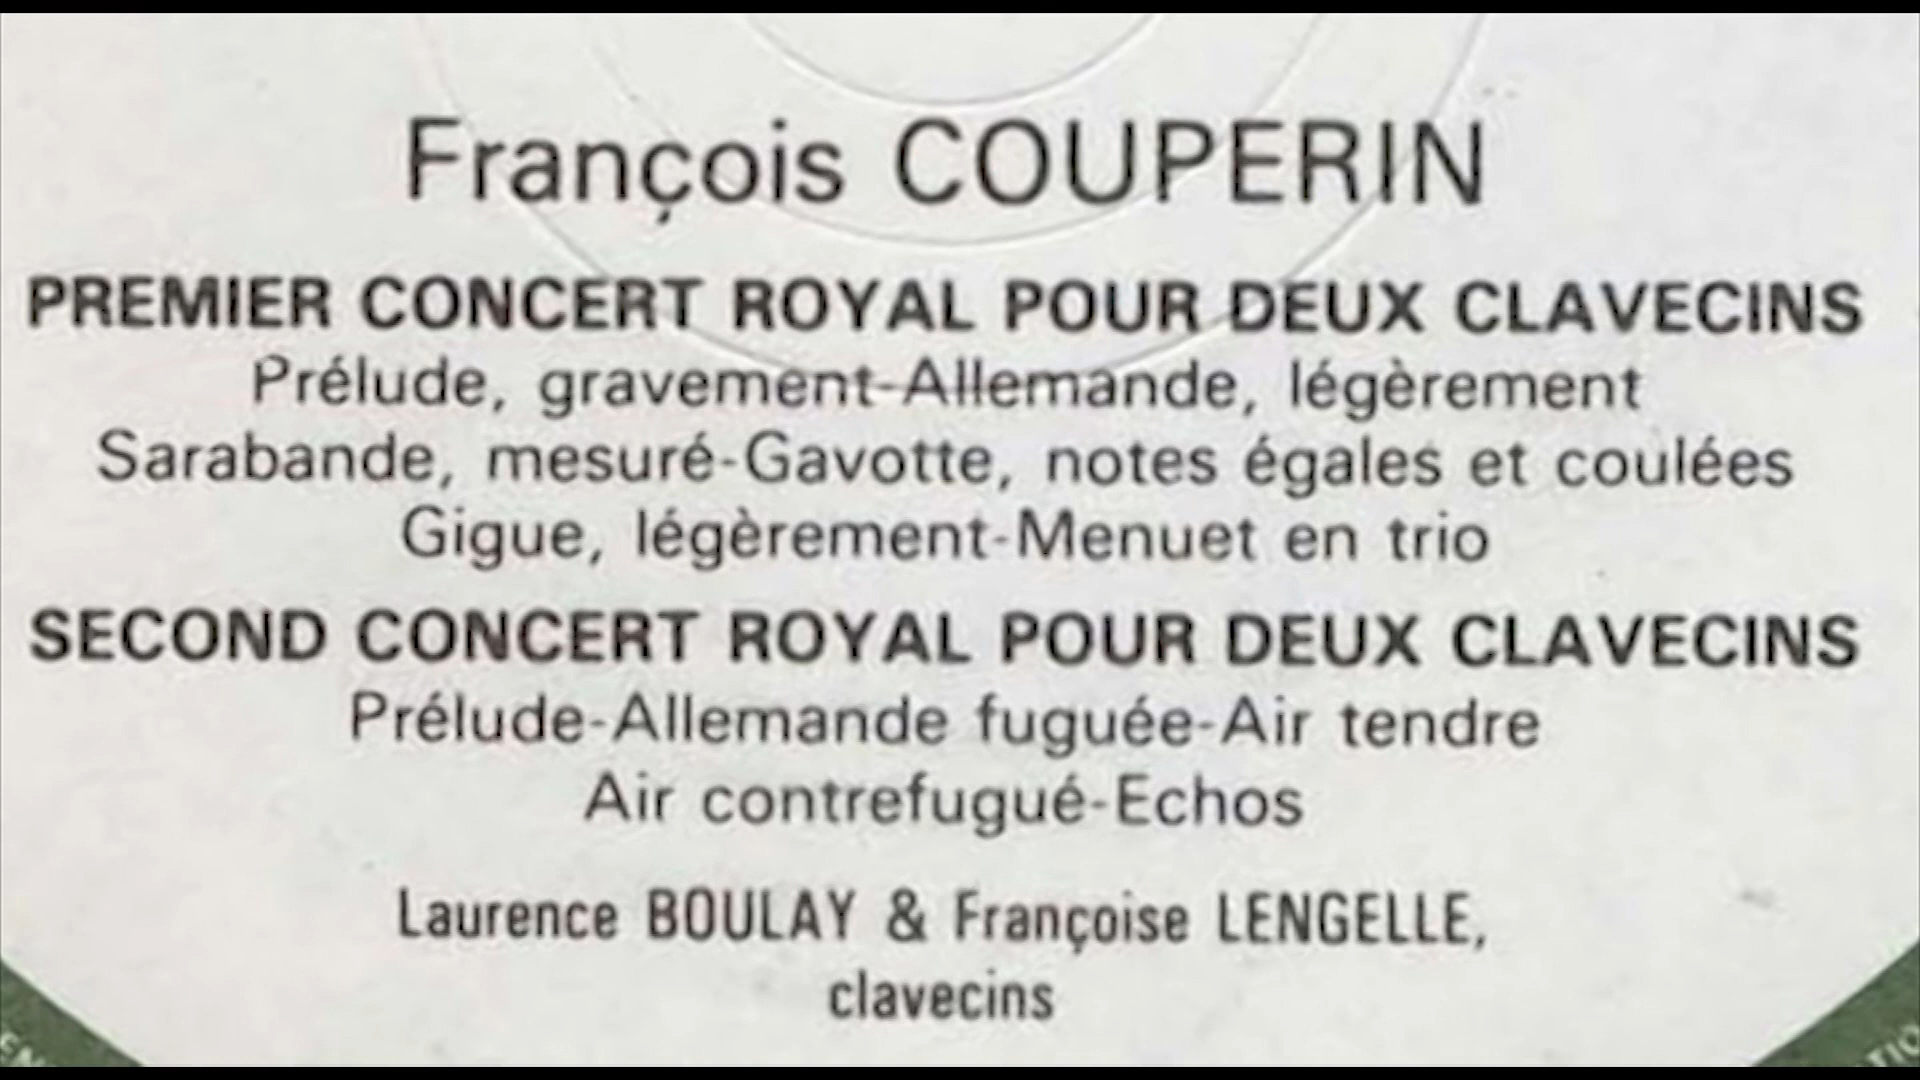 François COUPERIN
PREMIER CONCERT ROYAL POUR DEUX CLAVECINS
Prélude, gravement-Allemande, légèrement
Sarabande, mesuré-Gavotte, notes égales et coulées
Gigue, légèrement-Menuet en trio
SECOND CONCERT ROYAL POUR DEUX CLAVECINS
Prélude-Allemande fuguée-Air tendre
Air contrefugué-Echos
Laurence BOULAY & Françoise LENGELLE,
clavecins